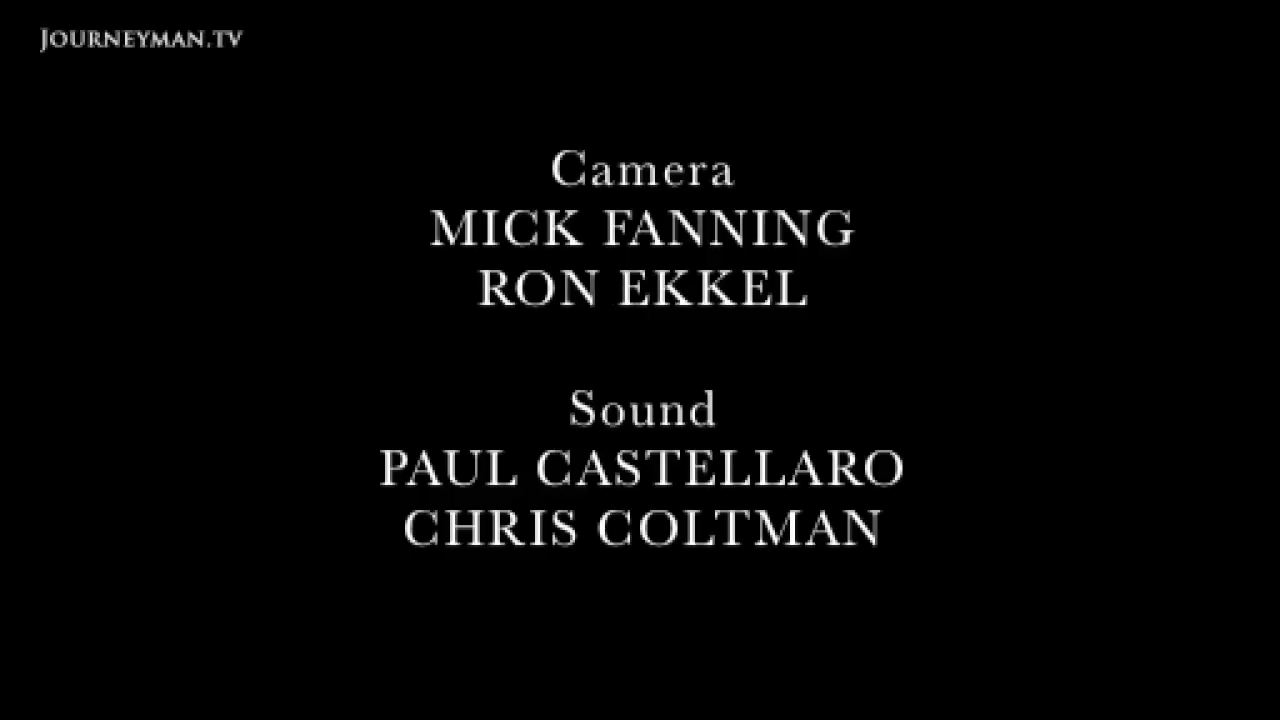 JOURNEYMAN.TV
Camera
MICK FANNING
RON EKKEL
Sound
PAUL CASTELLARO
CHRIS COLTMAN